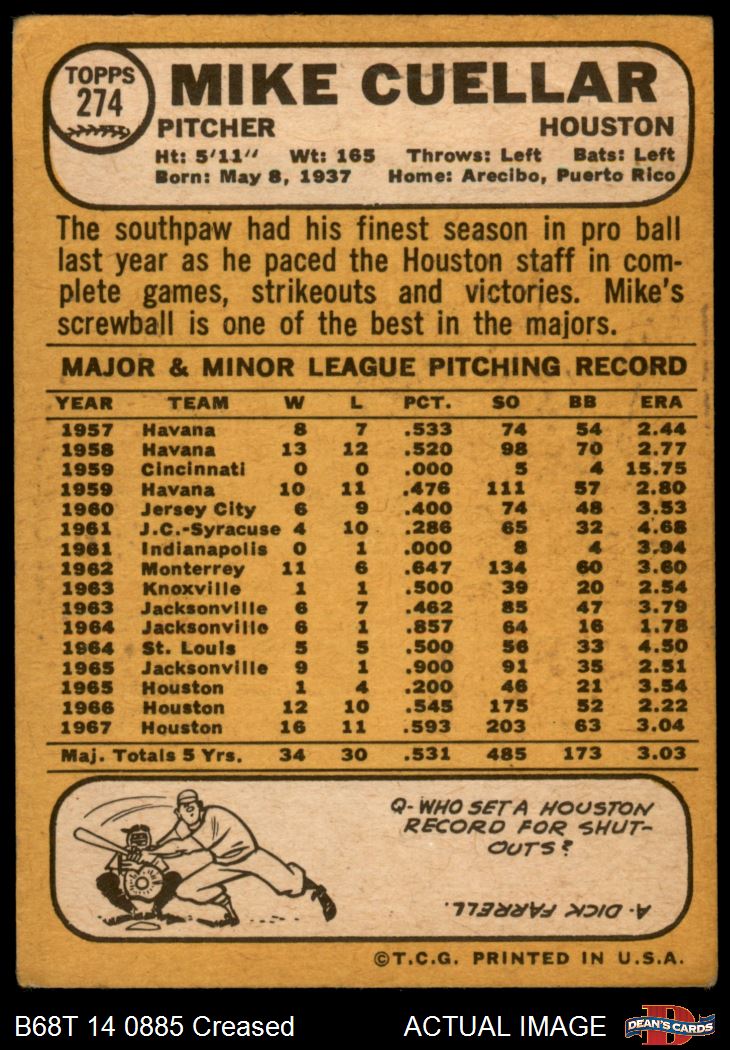 TOPPS
274
MIKE CUELLAR
PITCHER HOUSTON
Ht: 5'11" Wt: 165 Throws: Left Bats: Left
Born: May 8, 1937 Home: Arecibo, Puerto Rico
The southpaw had his finest season in pro ball
last year as he paced the Houston staff in com-
plete games, strikeouts and victories. Mike's
screwball is one of the best in the majors.
MAJOR & MINOR LEAGUE PITCHING RECORD
YEAR TEAM W L PCT. SO BB ERA
1957 Havana 8 7 .533 74 54 2.44
1958 Havana 13 12 .520 98 70 2.77
1959 Cincinnati 0 0 .000 5 4 15.75
1959 Havana 10 11 .476 111 57 2.80
1960 Jersey City 6 9 .400 74 48 3.53
1961 J.C.-Syracuse 4 10 .286 65 32 4.68
1961 Indianapolis 0 1 .000 8 4 3.94
1962 Monterrey 11 6 .647 134 60 3.60
1963 Knoxville 1 1 .500 39 20 2.54
1963 Jacksonville 6 7 .462 85 47 3.79
1964 Jacksonville 6 1 .857 64 16 1.78
1964 St. Louis 5 5 .500 56 33 4.50
1965 Jacksonville 9 1 .900 91 35 2.51
1965 Houston 1 4 .200 46 21 3.54
1966 Houston 12 10 .545 175 52 2.22
1967 Houston 16 11 .593 203 63 3.04
Maj. Totals 5 Yrs. 34 30 .531 485 173 3.03
Q- WHO SET A HOUSTON
RECORD FOR SHUT-
OUTS?
A- DICK FARRELL.
©T.C.G. PRINTED IN U.S.A.
B68T 14 0885 Creased ACTUAL IMAGE
DEAN'S CARDS